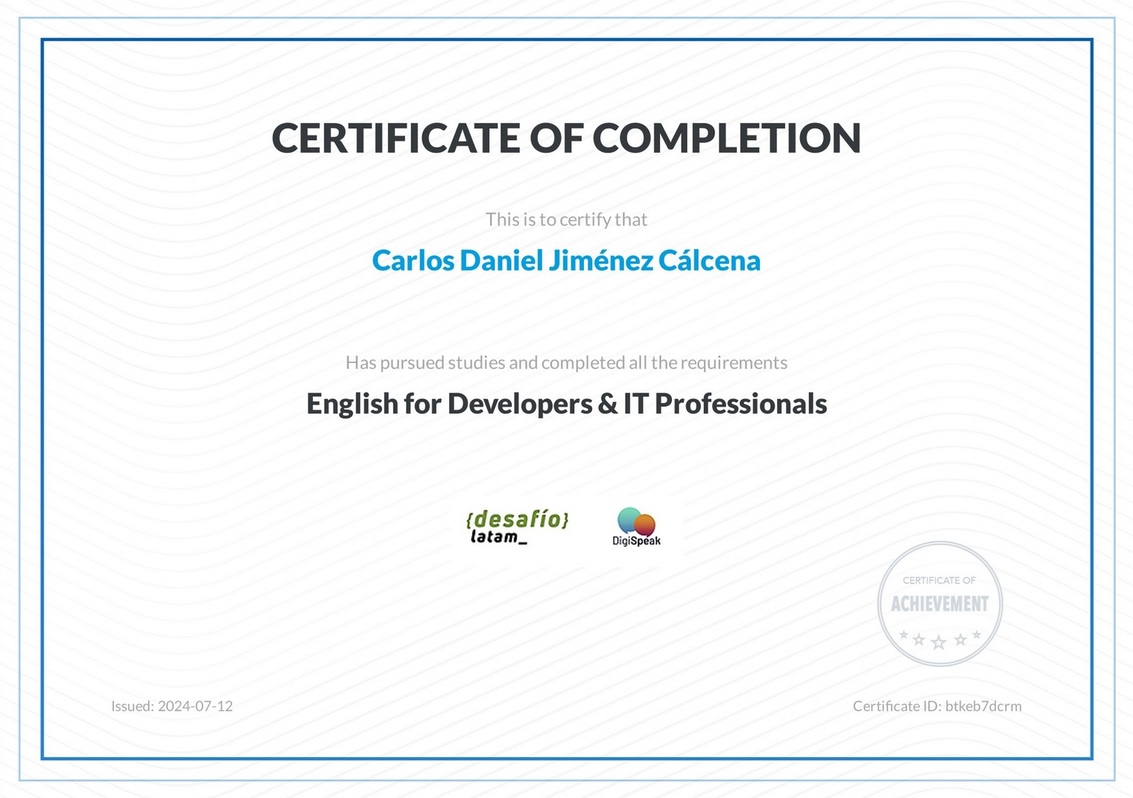 CERTIFICATE OF COMPLETION
This is to certify that
Carlos Daniel Jiménez Cálcena
Has pursued studies and completed all the requirements
English for Developers & IT Professionals
{desafío}
latam_
DigiSpeak
CERTIFICATE OF
ACHIEVEMENT
Issued: 2024-07-12
Certificate ID: btkeb7dcrm